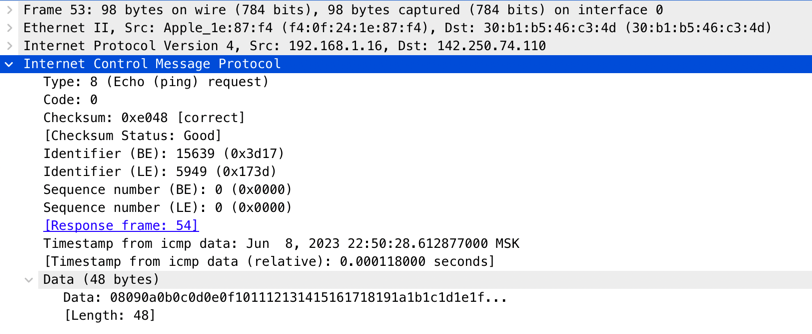 Frame 53: 98 bytes on wire (784 bits), 98 bytes captured (784 bits) on interface 0
Ethernet II, Src: Apple_1e:87:f4 (f4:0f:24:1e:87:f4), Dst: 30:b1:b5:46:c3:4d (30:b1:b5:46:c3:4d)
Internet Protocol Version 4, Src: 192.168.1.16, Dst: 142.250.74.110
Internet Control Message Protocol
Type: 8 (Echo (ping) request)
Code: 0
Checksum: 0xe048 [correct]
[Checksum Status: Good]
Identifier (BE): 15639 (0x3d17)
Identifier (LE): 5949 (0x173d)
Sequence number (BE): 0 (0x0000)
Sequence number (LE): 0 (0x0000)
[Response frame: 54]
Timestamp from icmp data: Jun  8, 2023 22:50:28.612877000 MSK
[Timestamp from icmp data (relative): 0.000118000 seconds]
Data (48 bytes)
Data: 08090a0b0c0d0e0f101112131415161718191a1b1c1d1e1f...
[Length: 48]